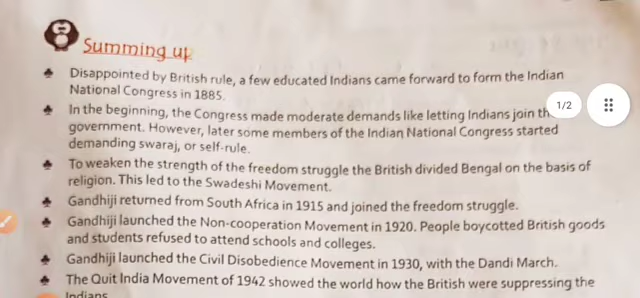 Summing up
Disappointed by British rule, a few educated Indians came forward to form the Indian
National Congress in 1885.
In the beginning, the Congress made moderate demands like letting Indians join th
government. However, later some members of the Indian National Congress started
demanding swaraj, or self-rule.
To weaken the strength of the freedom struggle the British divided Bengal on the basis of
religion. This led to the Swadeshi Movement.
Gandhiji returned from South Africa in 1915 and joined the freedom struggle.
Gandhiji launched the Non-cooperation Movement in 1920. People boycotted British goods
and students refused to attend schools and colleges.
Gandhiji launched the Civil Disobedience Movement in 1930, with the Dandi March.
The Quit India Movement of 1942 showed the world how the British were suppressing the
Indians
1/2